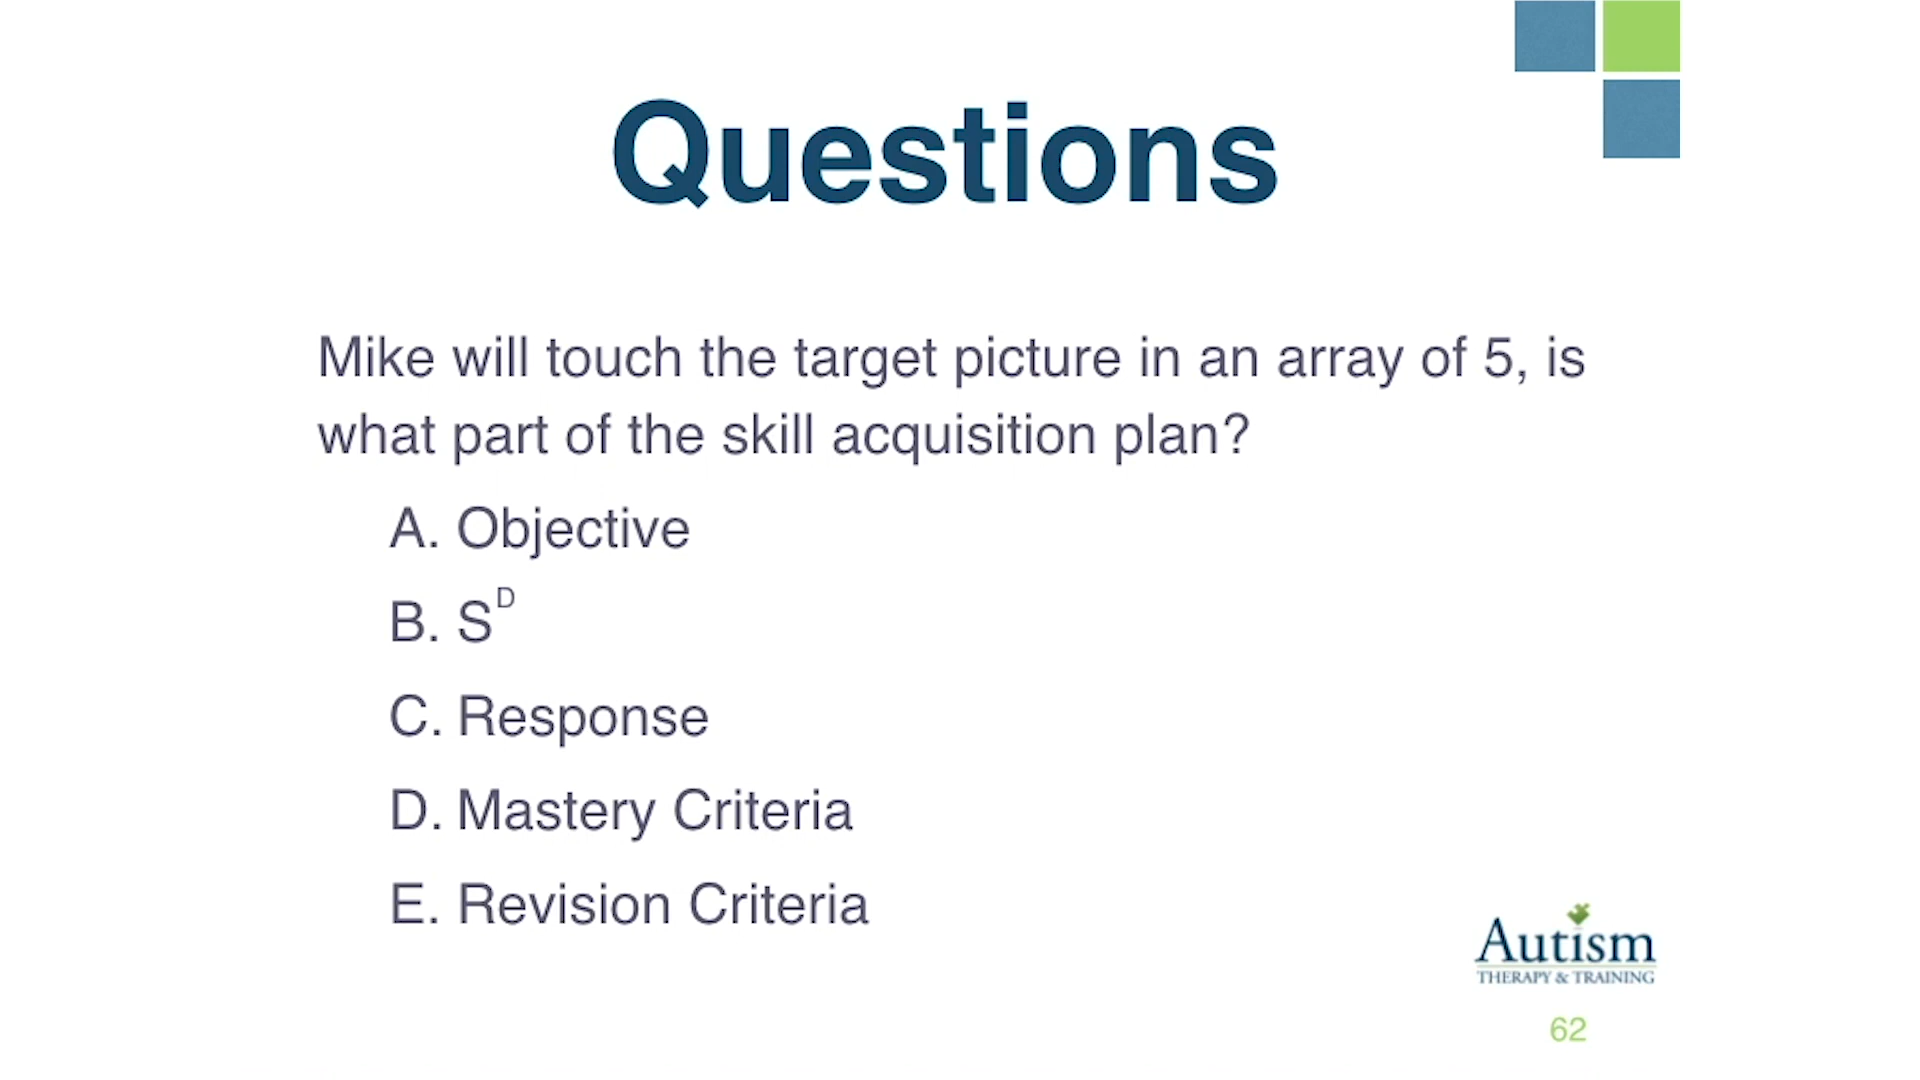 Questions
Mike will touch the target picture in an array of 5, is
what part of the skill acquisition plan?
A. Objective
B. S^D
C. Response
D. Mastery Criteria
E. Revision Criteria
Autism
THERAPY & TRAINING
62